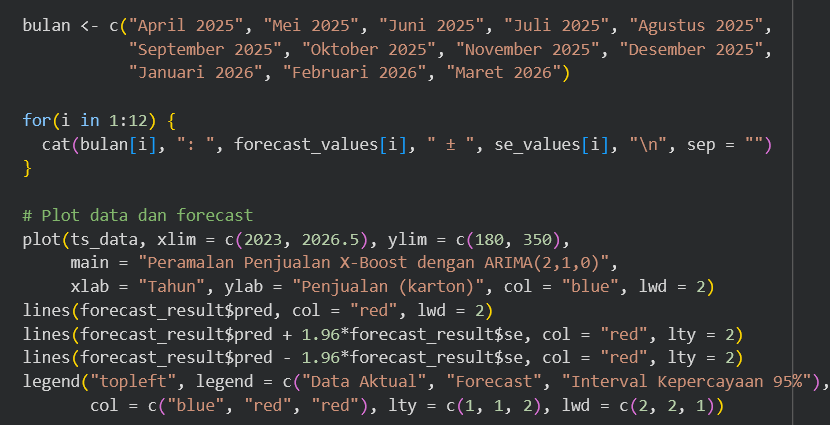 bulan <- c("April 2025", "Mei 2025", "Juni 2025", "Juli 2025", "Agustus 2025",
"September 2025", "Oktober 2025", "November 2025", "Desember 2025",
"Januari 2026", "Februari 2026", "Maret 2026")
for(i in 1:12) {
cat(bulan[i], ": ", forecast_values[i], " ± ", se_values[i], "\n", sep = "")
}
# Plot data dan forecast
plot(ts_data, xlim = c(2023, 2026.5), ylim = c(180, 350),
main = "Peramalan Penjualan X-Boost dengan ARIMA(2,1,0)",
xlab = "Tahun", ylab = "Penjualan (karton)", col = "blue", lwd = 2)
lines(forecast_result$pred, col = "red", lwd = 2)
lines(forecast_result$pred + 1.96*forecast_result$se, col = "red", lty = 2)
lines(forecast_result$pred - 1.96*forecast_result$se, col = "red", lty = 2)
legend("topleft", legend = c("Data Aktual", "Forecast", "Interval Kepercayaan 95%"),
col = c("blue", "red", "red"), lty = c(1, 1, 2), lwd = c(2, 2, 1))